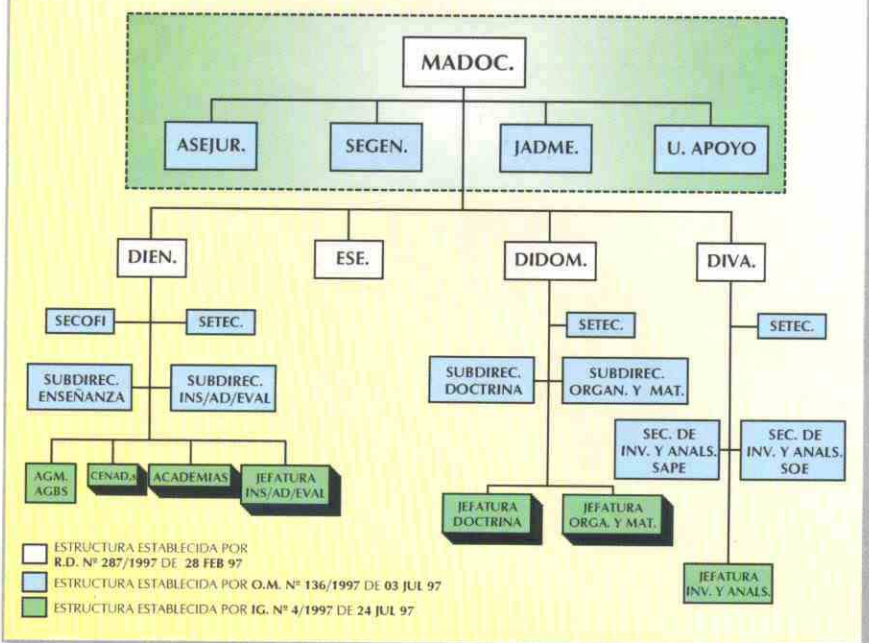 MADOC.
ASEJUR.
SEGEN.
JADME.
U. APOYO
DIEN.
ESE.
DIDOM.
DIVA.
SECOFI
SETEC.
SETEC.
SETEC.
SUBDIREC.
ENSEÑANZA
SUBDIREC.
INS/AD/EVAL
SUBDIREC.
DOCTRINA
SUBDIREC.
ORGAN. Y MAT.
SEC. DE
INV. Y ANALS.
SAPE
SEC. DE
INV. Y ANALS.
SOE
AGM.
AGBS
CENAD,s
ACADEMIAS
JEFATURA
INS/AD/EVAL
JEFATURA
DOCTRINA
JEFATURA
ORGA. Y MAT.
JEFATURA
INV. Y ANALS.
ESTRUCTURA ESTABLECIDA POR
R.D. Nº 287/1997 DE 28 FEB 97
ESTRUCTURA ESTABLECIDA POR O.M. Nº 136/1997 DE 03 JUL 97
ESTRUCTURA ESTABLECIDA POR IG. Nº 4/1997 DE 24 JUL 97